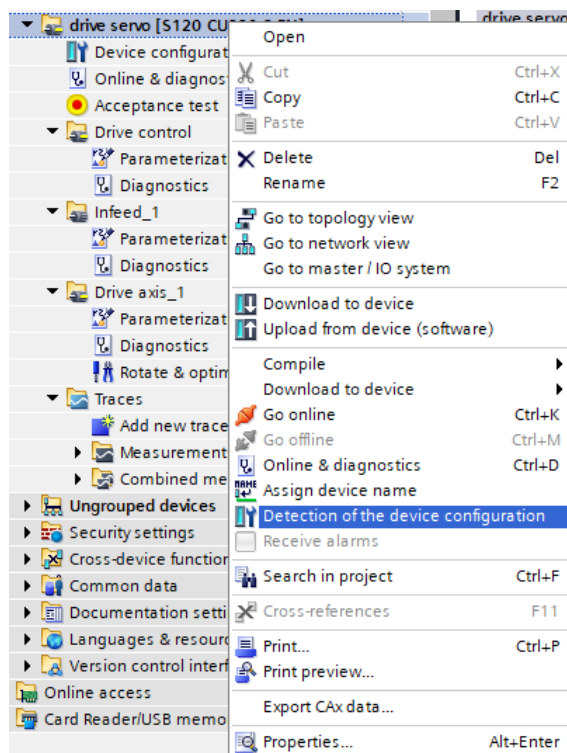 drive servo
drive servo [S120
Device configurat
Online & diagnos
Acceptance test
Drive control
Parameterizat
Diagnostics
Infeed_1
Parameterizat
Diagnostics
Drive axis_1
Parameterizat
Diagnostics
Rotate & optim
Traces
Add new trace
Measurement
Combined me
Ungrouped devices
Security settings
Cross-device function
Common data
Documentation setti
Languages & resour
Version control interf
Online access
Card Reader/USB memo
Open
Cut Ctrl+X
Copy Ctrl+C
Paste Ctrl+V
Delete Del
Rename F2
Go to topology view
Go to network view
Go to master / IO system
Download to device
Upload from device (software)
Compile
Download to device
Go online Ctrl+K
Go offline Ctrl+M
Online & diagnostics Ctrl+D
Assign device name
Detection of the device configuration
Receive alarms
Search in project Ctrl+F
Cross-references F11
Print... Ctrl+P
Print preview...
Export CAx data...
Properties... Alt+Enter